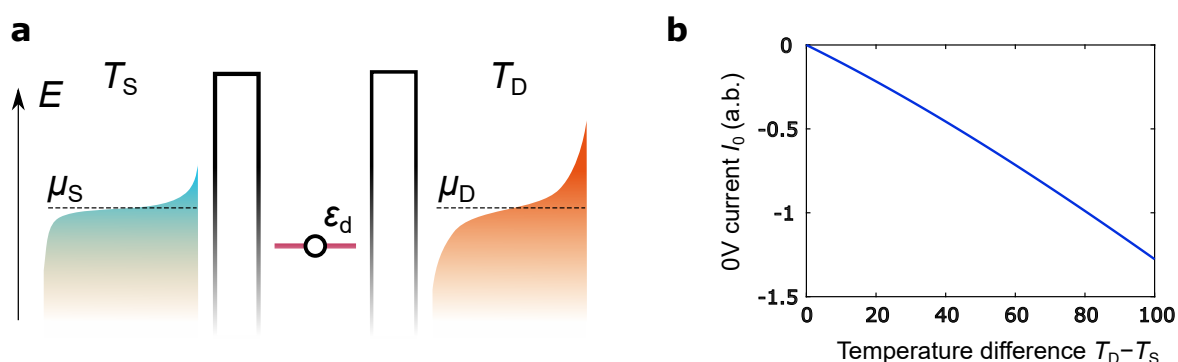 a
T_S
T_D
E
μ_S
μ_D
ε_d
b
0V current I_0 (a.b.)
0
-0.5
-1
-1.5
0 20 40 60 80 100
Temperature difference T_D−T_S